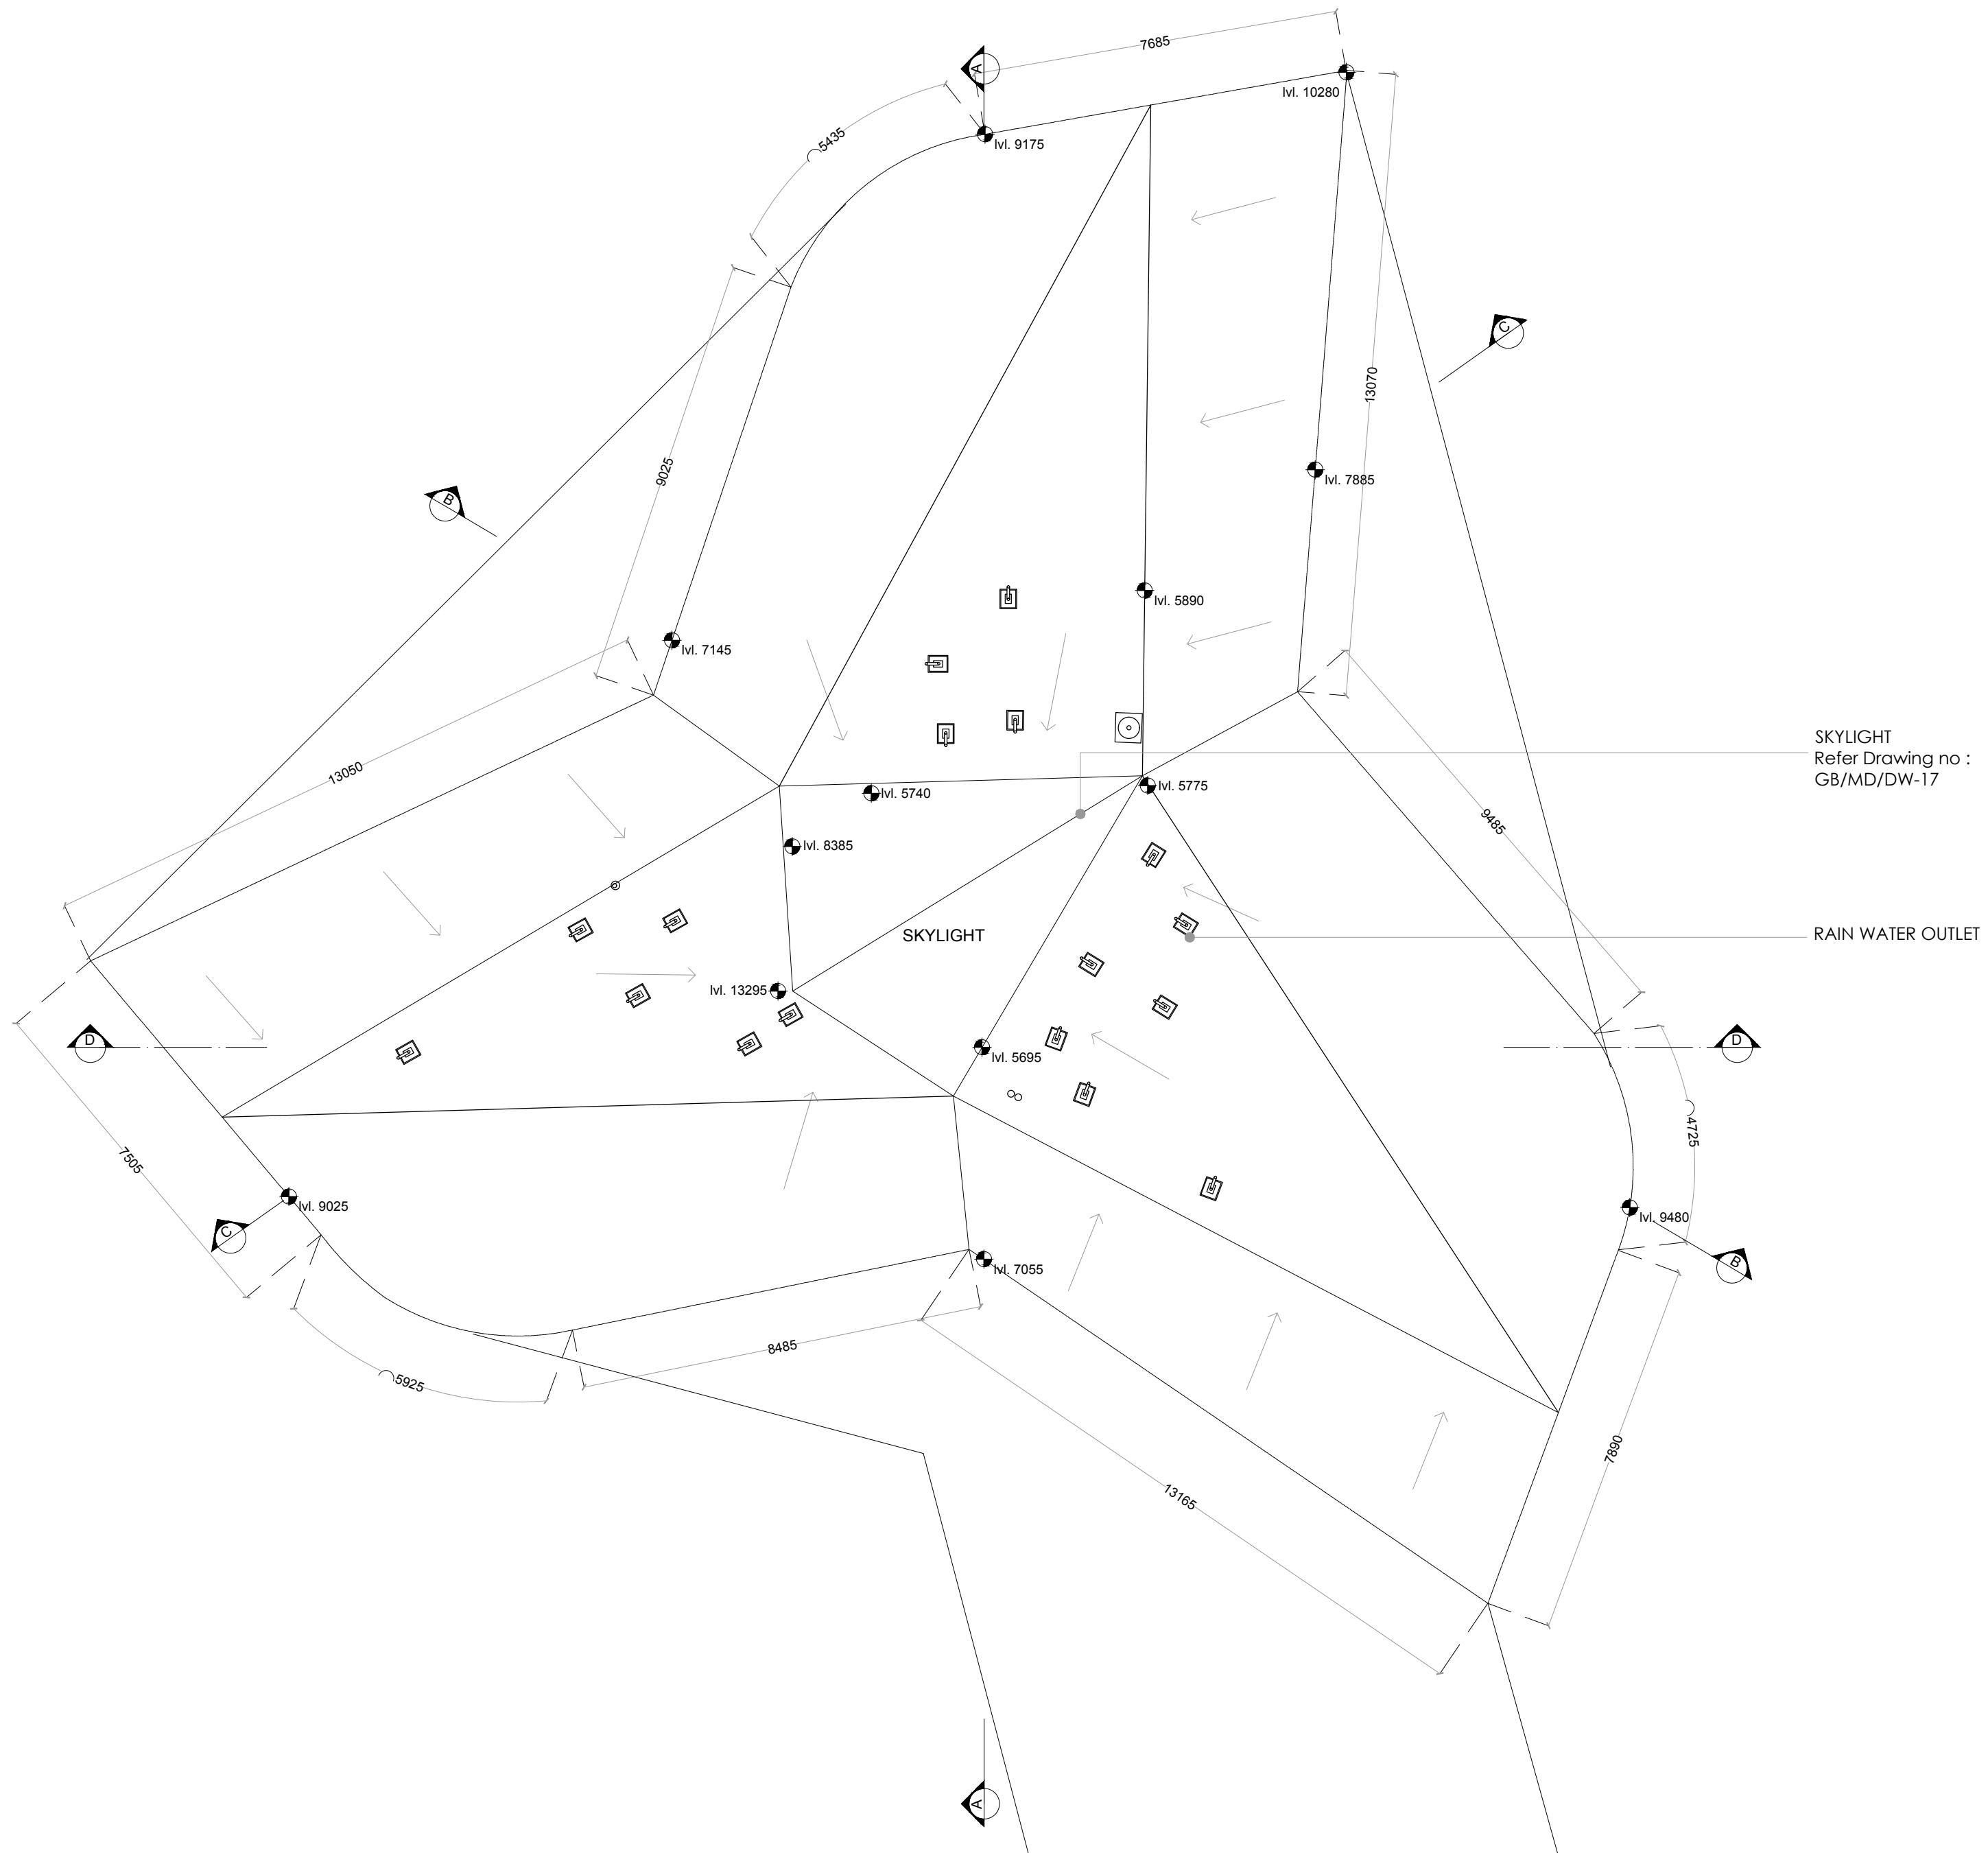 7685
A
lvl. 10280
5435
lvl. 9175
C
13070
9025
lvl. 7885
B
lvl. 5890
lvl. 7145
SKYLIGHT
Refer Drawing no :
GB/MD/DW-17
13050
lvl. 5740
lvl. 5775
9485
lvl. 8385
SKYLIGHT
RAIN WATER OUTLET
lvl. 13295
D
lvl. 5695
D
4725
7505
lvl. 9025
lvl. 9480
C
lvl. 7055
B
8485
5925
7890
13165
A